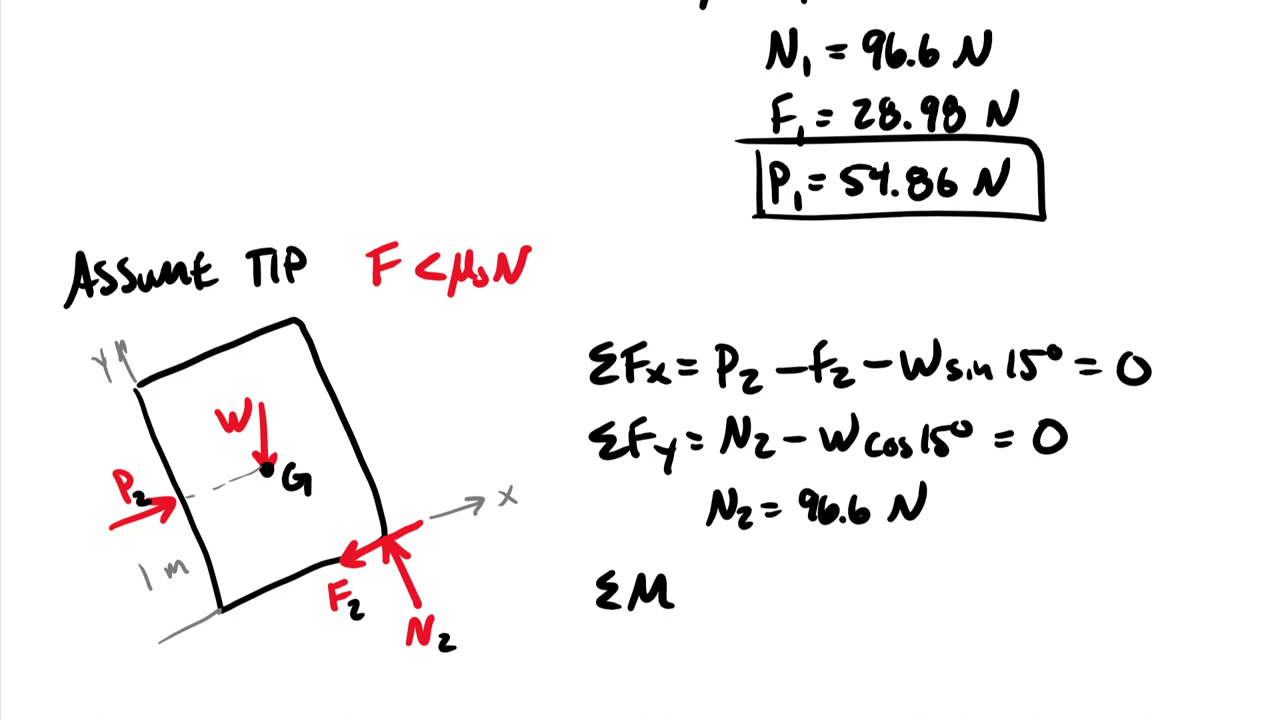 N₁ = 96.6 N
F₁ = 28.98 N
P₁ = 54.86 N
ASSUME TIP F < μₛN
ΣFx = P₂ - F₂ - W sin 15° = 0
ΣFy = N₂ - W cos 15° = 0
N₂ = 96.6 N
ΣM
Y
W
G
P₂
X
1 m
F₂
N₂